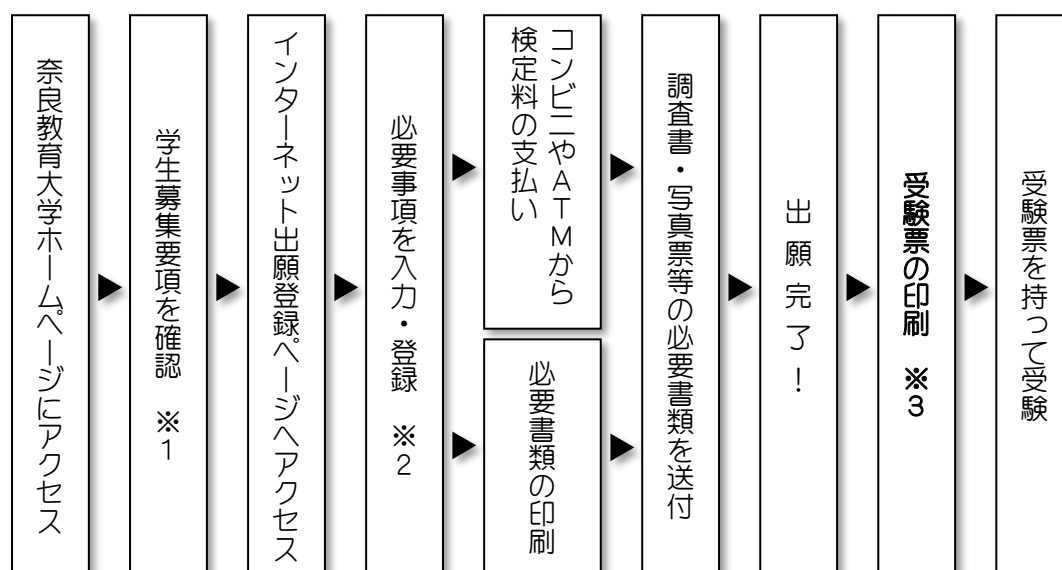 奈良教育大学ホームページにアクセス
学生募集要項を確認　※1
インターネット出願登録ページへアクセス
必要事項を入力・登録　※2
コンビニやATMから
検定料の支払い
必要書類の印刷
調査書・写真票等の必要書類を送付
出願完了！
受験票の印刷　※3
受験票を持って受験